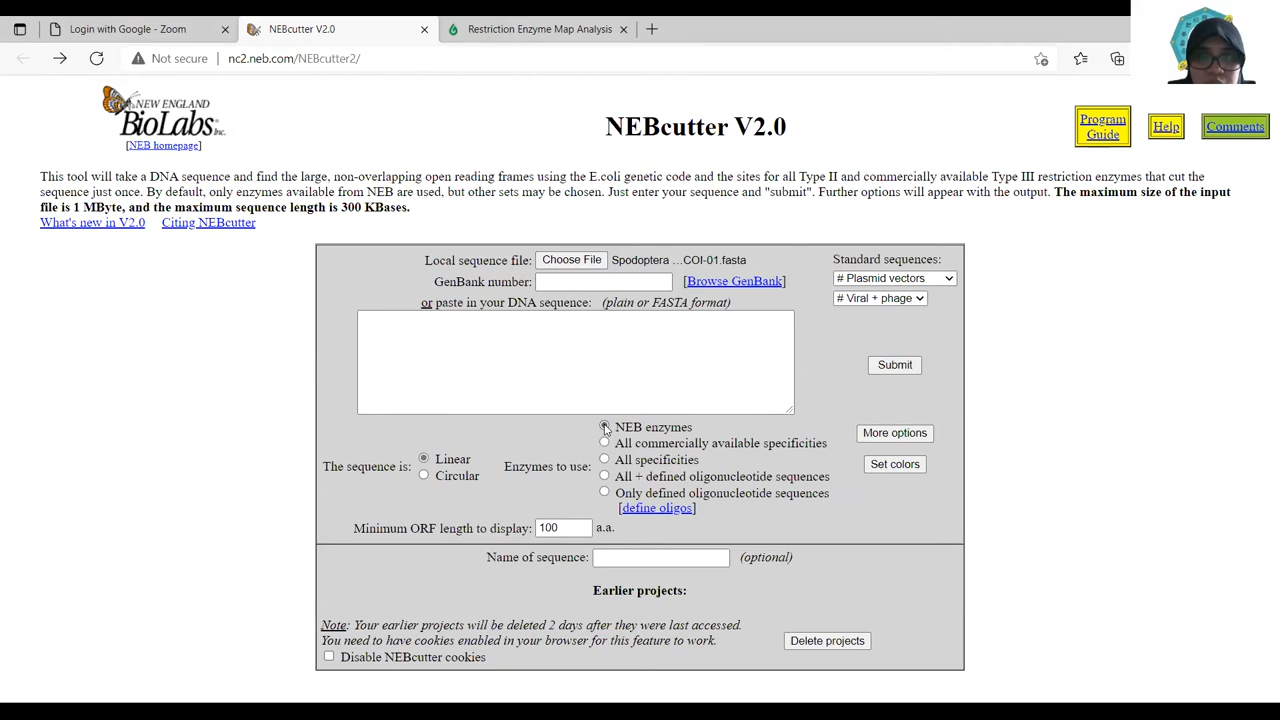 Login with Google - Zoom
NEBcutter V2.0
Restriction Enzyme Map Analysis
Not secure
nc2.neb.com/NEBcutter2/
NEW ENGLAND
BioLabs Inc.
[NEB homepage]
NEBcutter V2.0
Program Guide
Help
Comments
This tool will take a DNA sequence and find the large, non-overlapping open reading frames using the E.coli genetic code and the sites for all Type II and commercially available Type III restriction enzymes that cut the
sequence just once. By default, only enzymes available from NEB are used, but other sets may be chosen. Just enter your sequence and "submit". Further options will appear with the output. The maximum size of the input
file is 1 MByte, and the maximum sequence length is 300 KBases.
What's new in V2.0 Citing NEBcutter
Local sequence file: Choose File Spodoptera ...COI-01.fasta
Standard sequences:
GenBank number: [Browse GenBank]
# Plasmid vectors
or paste in your DNA sequence: (plain or FASTA format)
# Viral + phage
Submit
NEB enzymes
More options
All commercially available specificities
The sequence is: Linear
Enzymes to use: All specificities
Set colors
Circular
All + defined oligonucleotide sequences
Only defined oligonucleotide sequences
[define oligos]
Minimum ORF length to display: 100 a.a.
Name of sequence: (optional)
Earlier projects:
Note: Your earlier projects will be deleted 2 days after they were last accessed.
You need to have cookies enabled in your browser for this feature to work.
Delete projects
Disable NEBcutter cookies